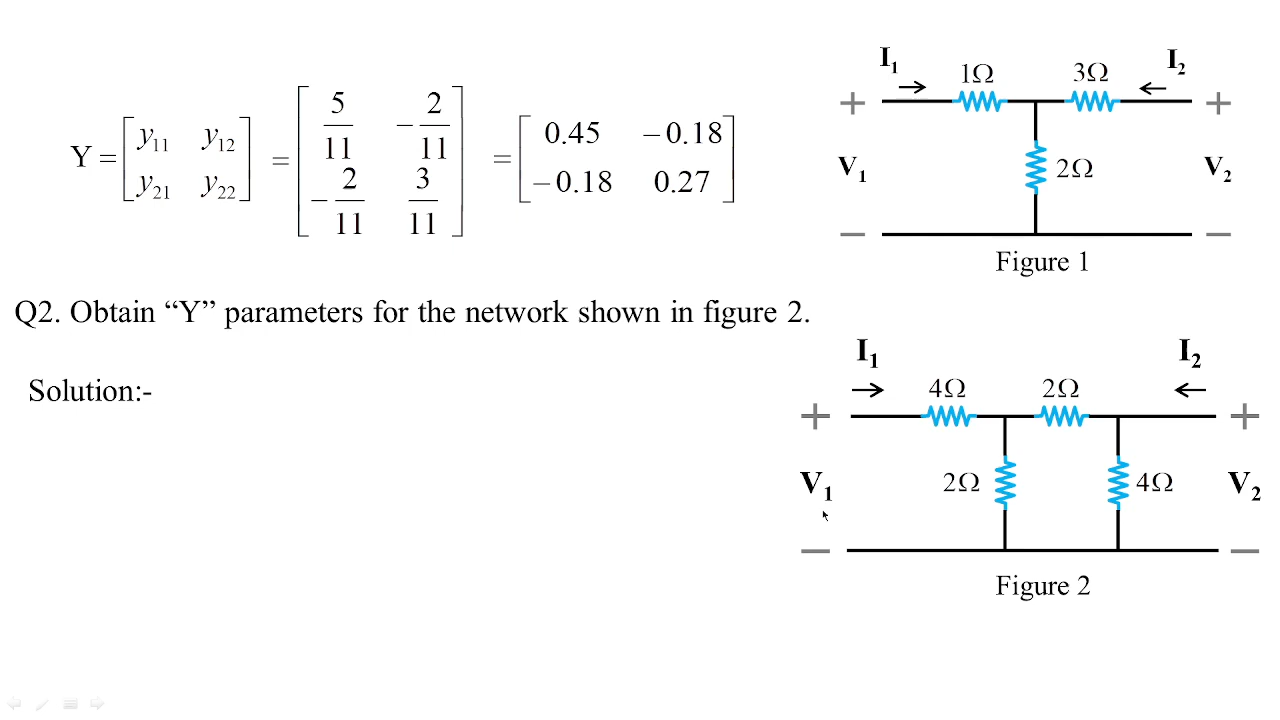 Y = [ y11 y12 y21 y22 ] = [ 5/11 −2/11 −2/11 3/11 ] = [ 0.45 −0.18 −0.18 0.27 ]
I1 1Ω 3Ω I2
+ +
V1 2Ω V2
− −
Figure 1
Q2. Obtain “Y” parameters for the network shown in figure 2.
Solution:-
I1 I2
4Ω 2Ω
+ +
V1 2Ω 4Ω V2
− −
Figure 2